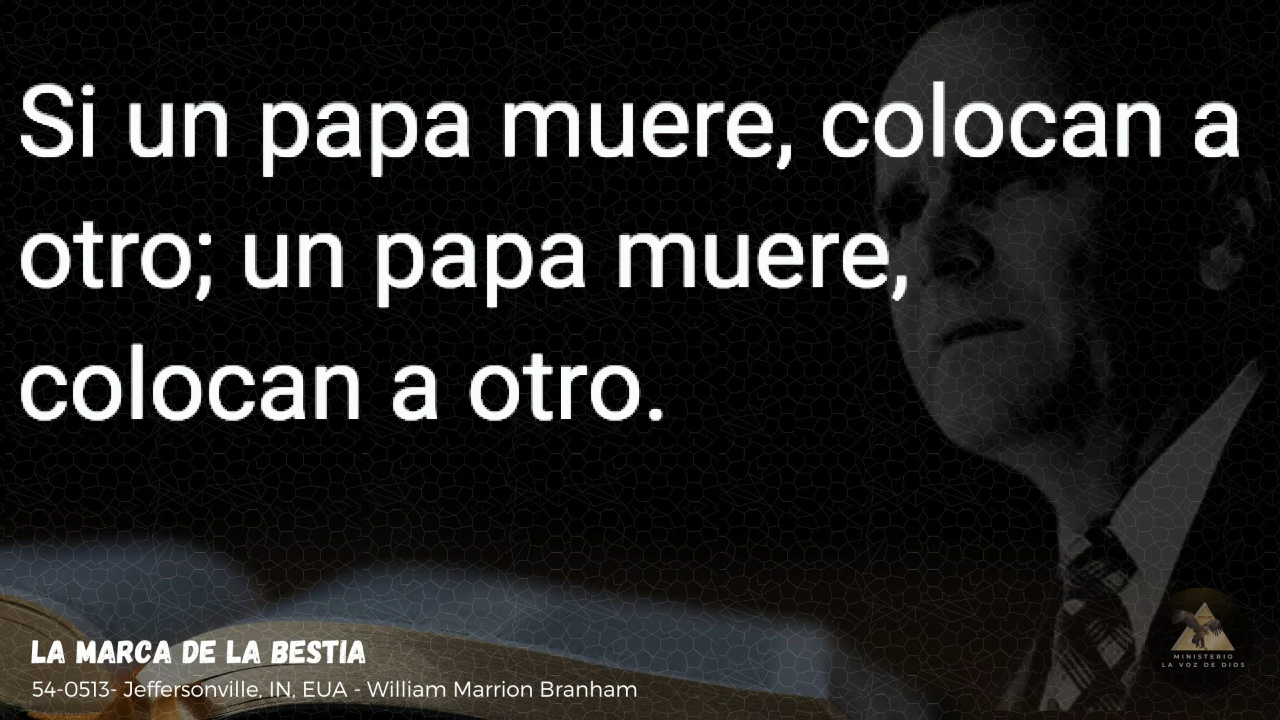 Si un papa muere, colocan a
otro; un papa muere,
colocan a otro.
LA MARCA DE LA BESTIA
54-0513- Jeffersonville, IN, EUA - William Marrion Branham
MINISTERIO
LA VOZ DE DIOS